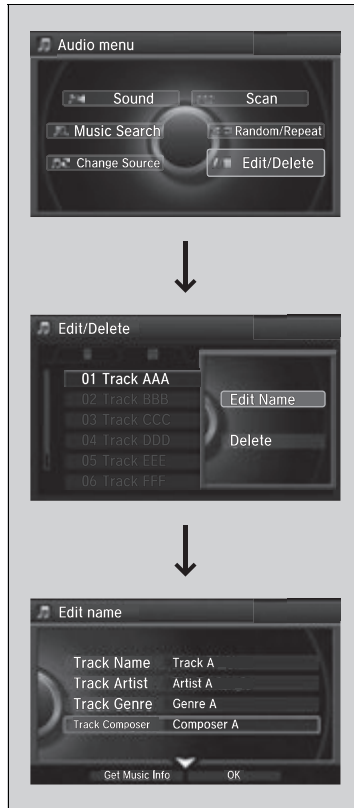 Audio menu
Sound
Scan
Music Search
Random/Repeat
Change Source
Edit/Delete
Edit/Delete
01 Track AAA
02 Track BBB
03 Track CCC
04 Track DDD
05 Track EEE
06 Track FFF
Edit Name
Delete
Edit name
Track Name Track A
Track Artist Artist A
Track Genre Genre A
Track Composer Composer A
Get Music Info OK